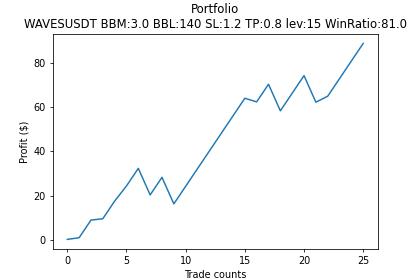 Portfolio
WAVESUSDT BBM:3.0 BBL:140 SL:1.2 TP:0.8 lev:15 WinRatio:81.0
Profit ($)
80
60
40
20
0
0 5 10 15 20 25
Trade counts